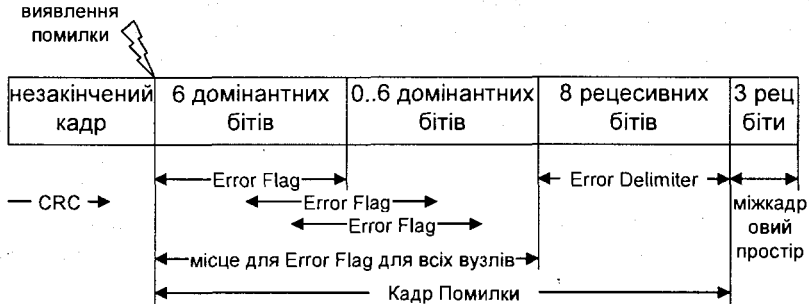 виявлення
помилки
незакінчений
кадр
6 домінантних
бітів
0..6 домінантних
бітів
8 рецесивних
бітів
3 рец
біти
Error Flag
Error Delimiter
CRC
Error Flag
Error Flag
міжкадр
овий
простір
місце для Error Flag для всіх вузлів
Кадр Помилки